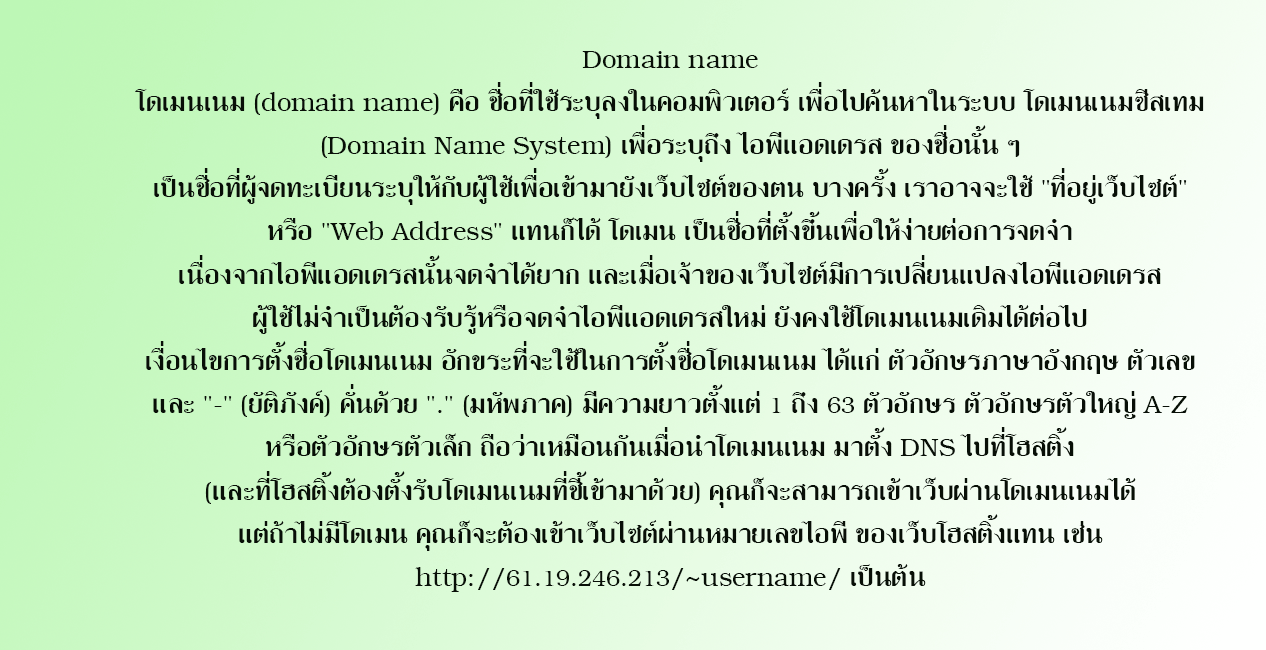 Domain name
โดเมนเนม (domain name) คือ ชื่อที่ใช้ระบุลงในคอมพิวเตอร์ เพื่อไปค้นหาในระบบ โดเมนเนมซีสเทม
(Domain Name System) เพื่อระบุถึง ไอพีแอดเดรส ของชื่อนั้น ๆ
เป็นชื่อที่ผู้จดทะเบียนระบุให้กับผู้ใช้เพื่อเข้ามายังเว็บไซต์ของตน บางครั้ง เราอาจจะใช้ "ที่อยู่เว็บไซต์"
หรือ "Web Address" แทนก็ได้ โดเมน เป็นชื่อที่ตั้งขึ้นเพื่อให้ง่ายต่อการจดจำ
เนื่องจากไอพีแอดเดรสนั้นจดจำได้ยาก และเมื่อเจ้าของเว็บไซต์มีการเปลี่ยนแปลงไอพีแอดเดรส
ผู้ใช้ไม่จำเป็นต้องรับรู้หรือจดจำไอพีแอดเดรสใหม่ ยังคงใช้โดเมนเนมเดิมได้ต่อไป
เงื่อนไขการตั้งชื่อโดเมนเนม อักขระที่จะใช้ในการตั้งชื่อโดเมนเนม ได้แก่ ตัวอักษรภาษาอังกฤษ ตัวเลข
และ "-" (ยัติภังค์) คั่นด้วย "." (มหัพภาค) มีความยาวตั้งแต่ 1 ถึง 63 ตัวอักษร ตัวอักษรตัวใหญ่ A-Z
หรือตัวอักษรตัวเล็ก ถือว่าเหมือนกันเมื่อนำโดเมนเนม มาตั้ง DNS ไปที่โฮสติ้ง
(และที่โฮสติ้งต้องตั้งรับโดเมนเนมที่ชี้เข้ามาด้วย) คุณก็จะสามารถเข้าเว็บผ่านโดเมนเนมได้
แต่ถ้าไม่มีโดเมน คุณก็จะต้องเข้าเว็บไซต์ผ่านหมายเลขไอพี ของเว็บโฮสติ้งแทน เช่น
http://61.19.246.213/~username/ เป็นต้น